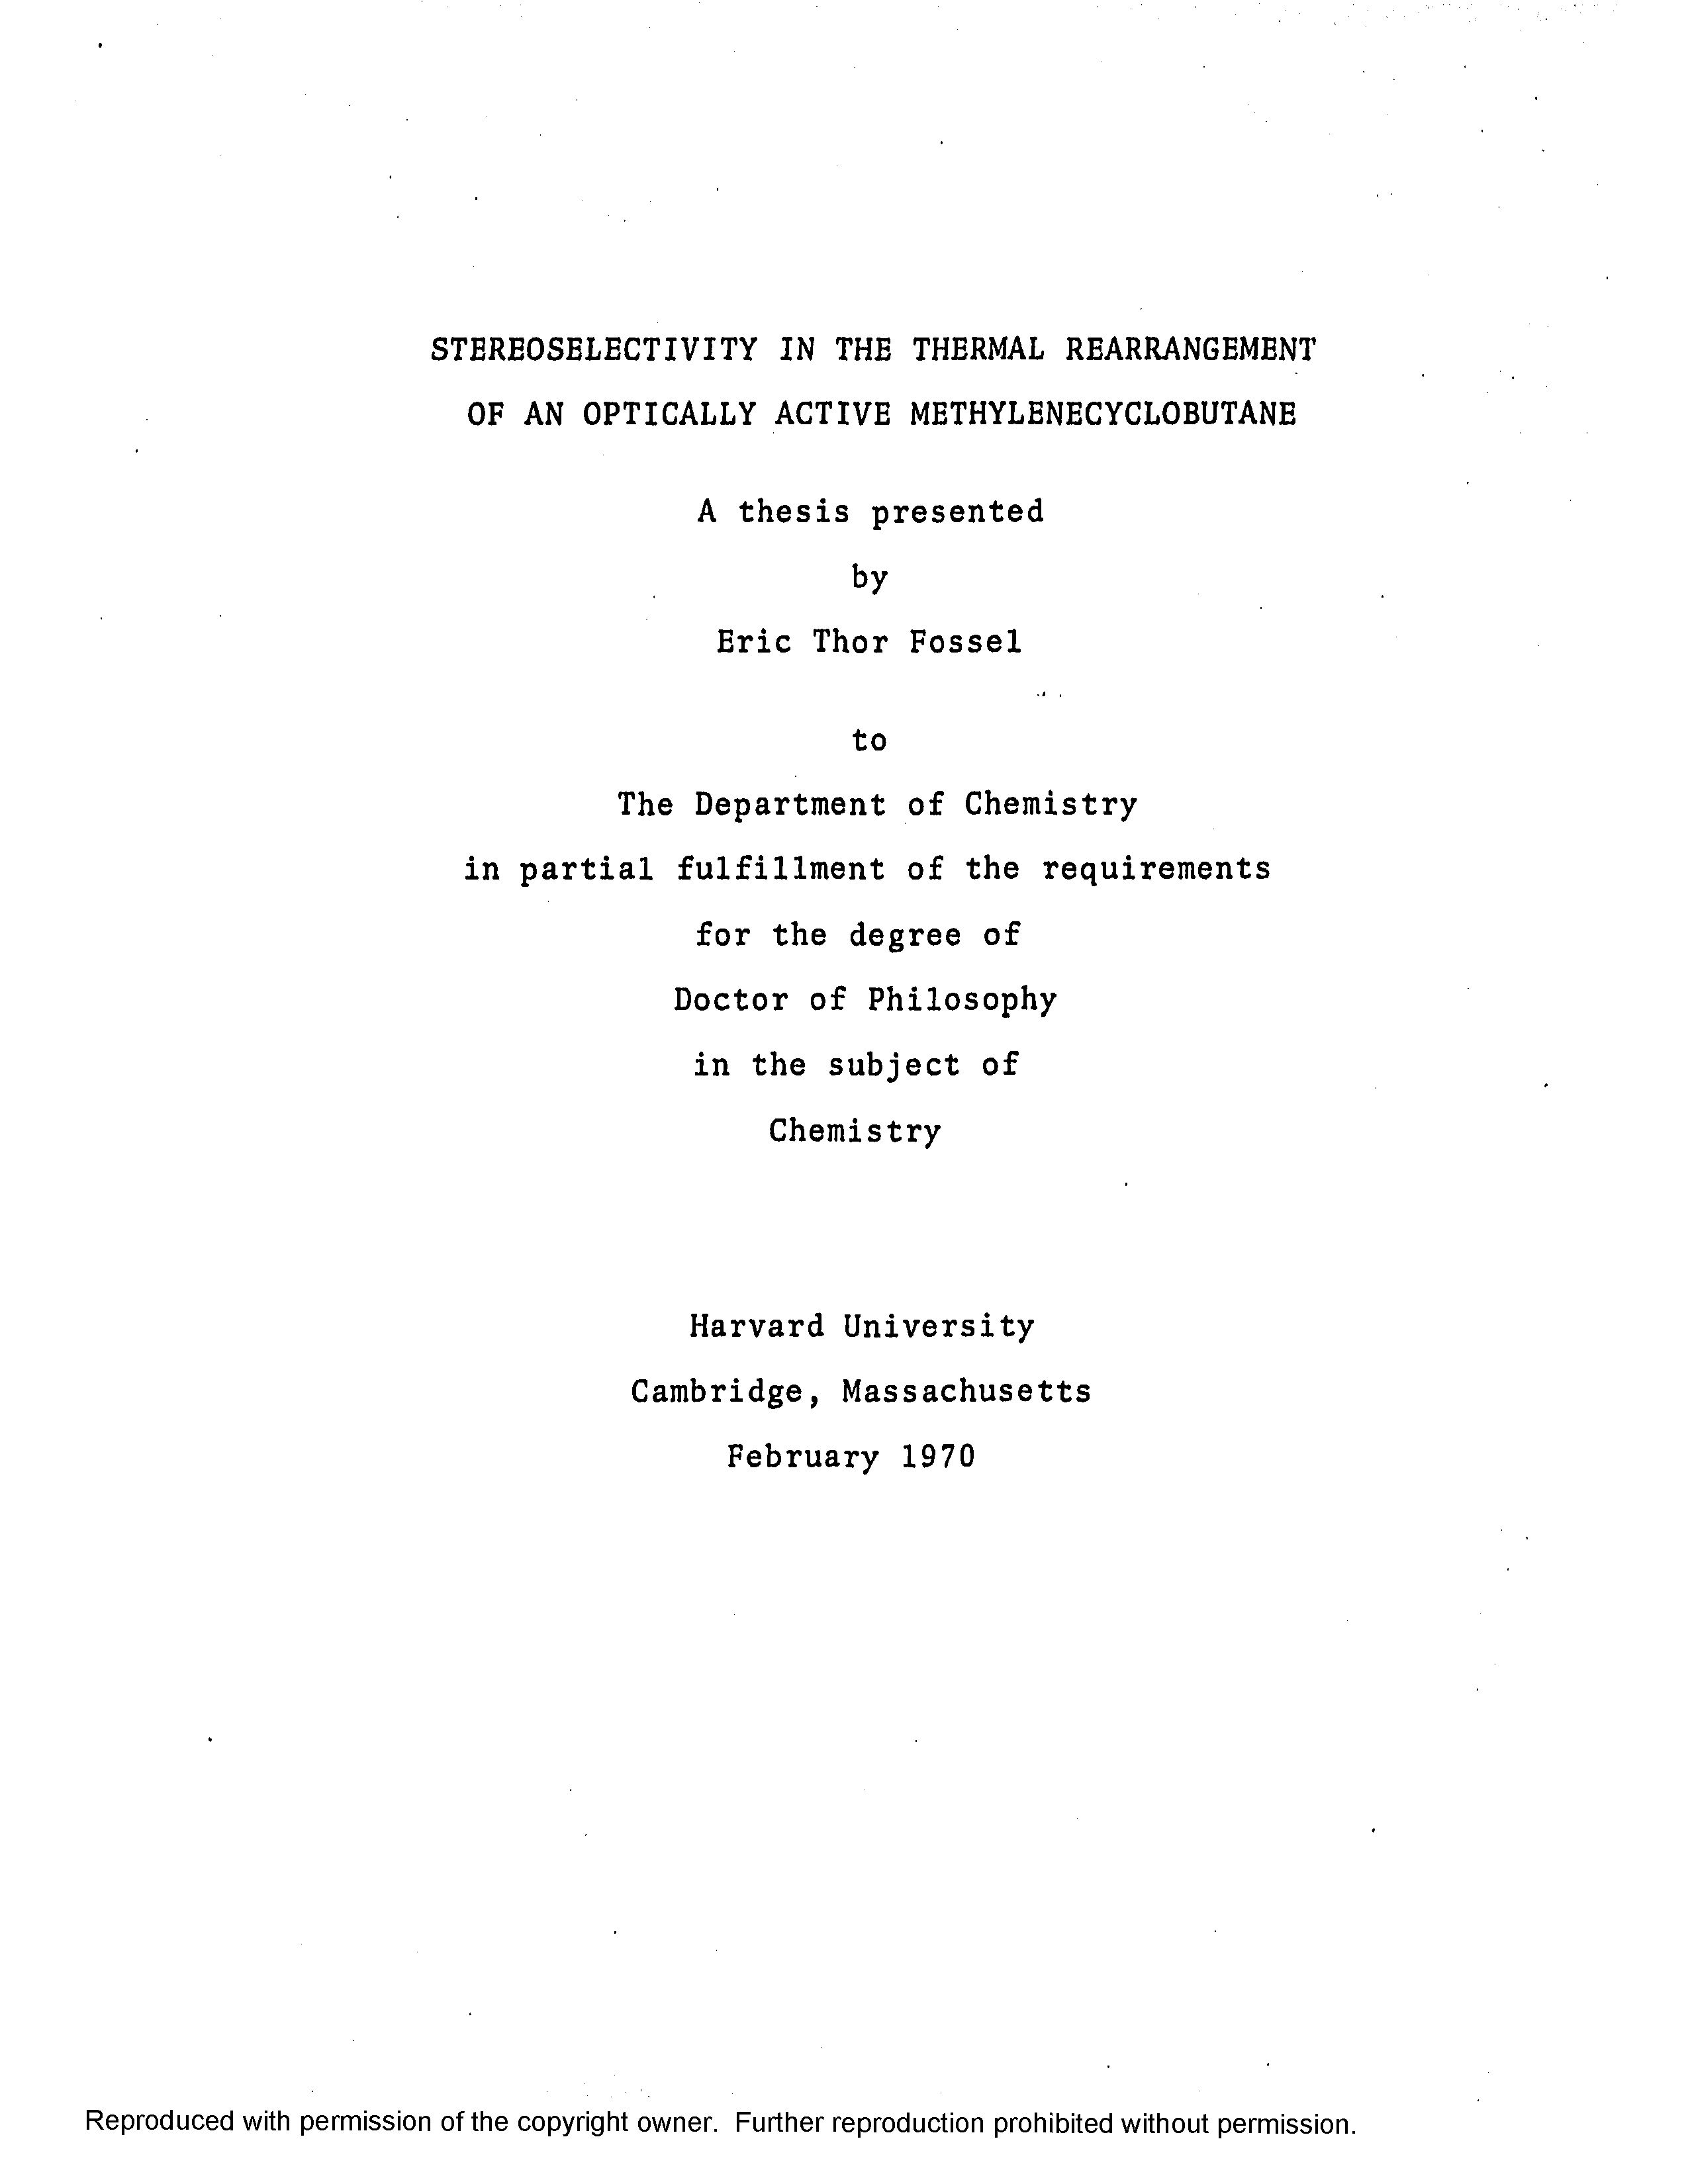 STEREOSELECTIVITY IN THE THERMAL REARRANGEMENT
OF AN OPTICALLY ACTIVE METHYLENECYCLOBUTANE
A thesis presented
by
Eric Thor Fossel
to
The Department of Chemistry
in partial fulfillment of the requirements
for the degree of
Doctor of Philosophy
in the subject of
Chemistry
Harvard University
Cambridge, Massachusetts
February 1970
Reproduced with permission of the copyright owner. Further reproduction prohibited without permission.